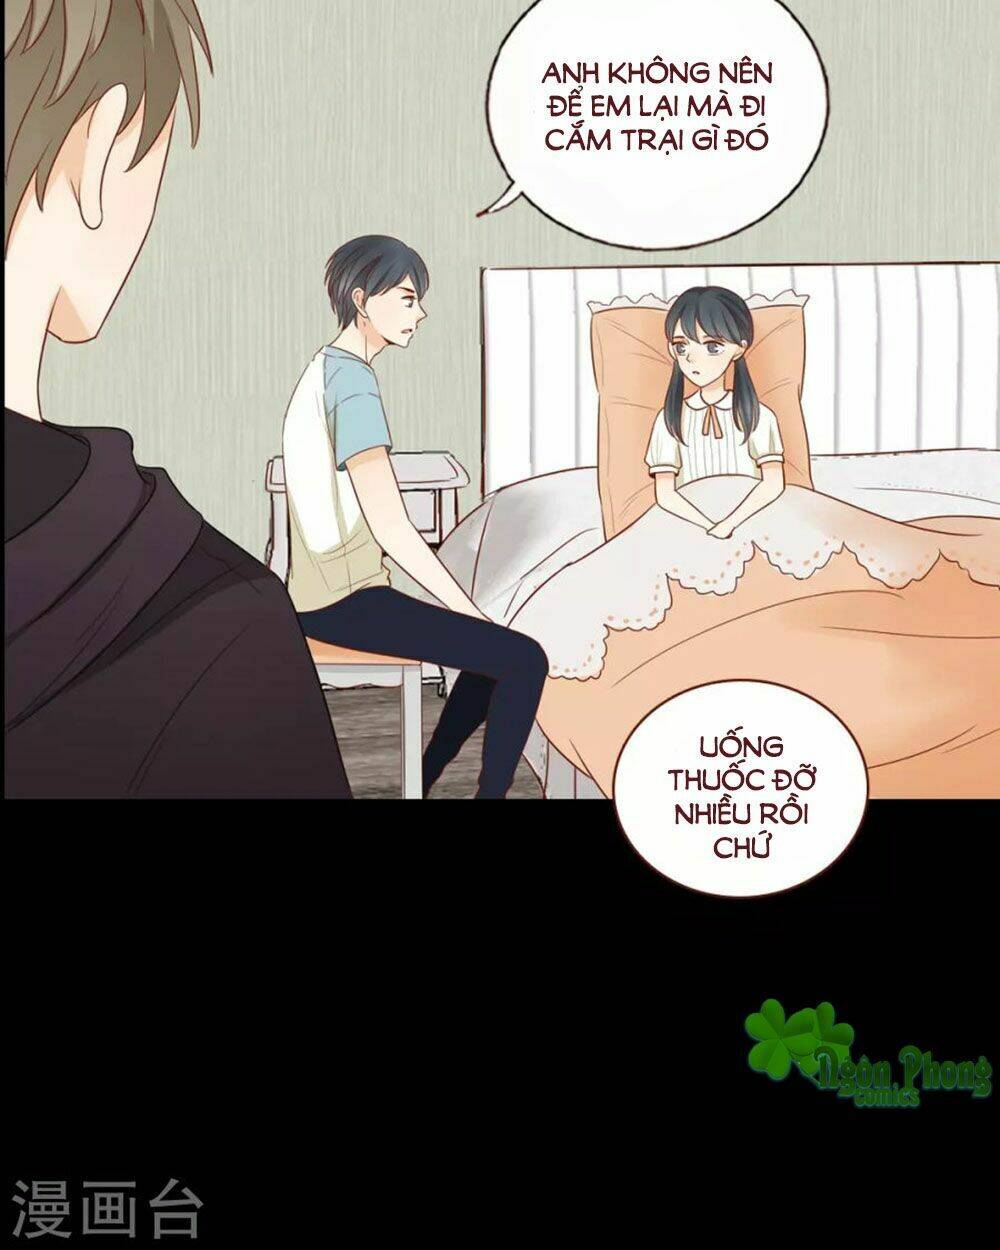 ANH KHÔNG NÊN
ĐỂ EM LẠI MÀ ĐI
CẮM TRẠI GÌ ĐÓ
UỐNG
THUỐC ĐỠ
NHIỀU RỒI
CHỨ
Ngôn Phong
comics
漫画台